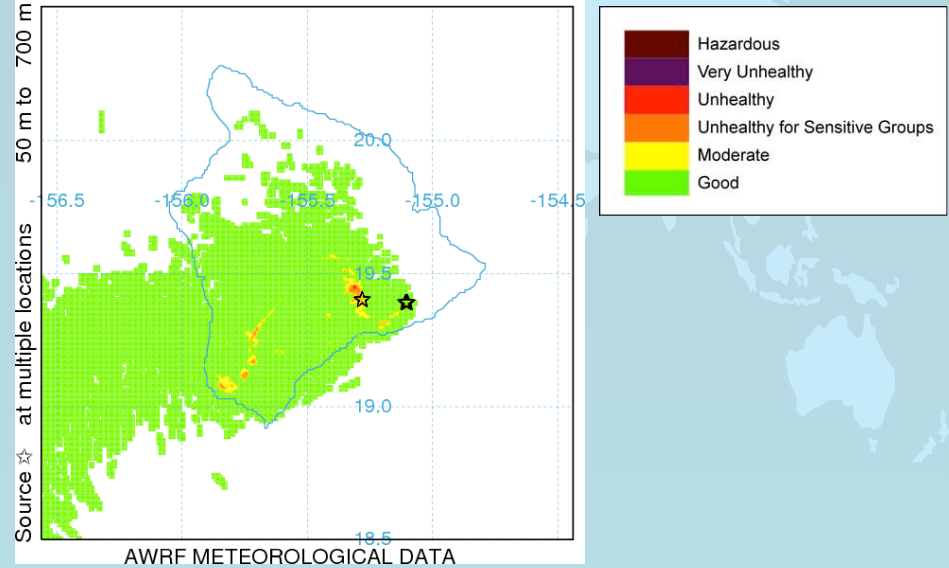 Source ☆ at multiple locations 50 m to 700 m
20.0
-156.5 -156.0 -155.5 -155.0 -154.5
19.5
19.0
18.5
AWRF METEOROLOGICAL DATA
Hazardous
Very Unhealthy
Unhealthy
Unhealthy for Sensitive Groups
Moderate
Good